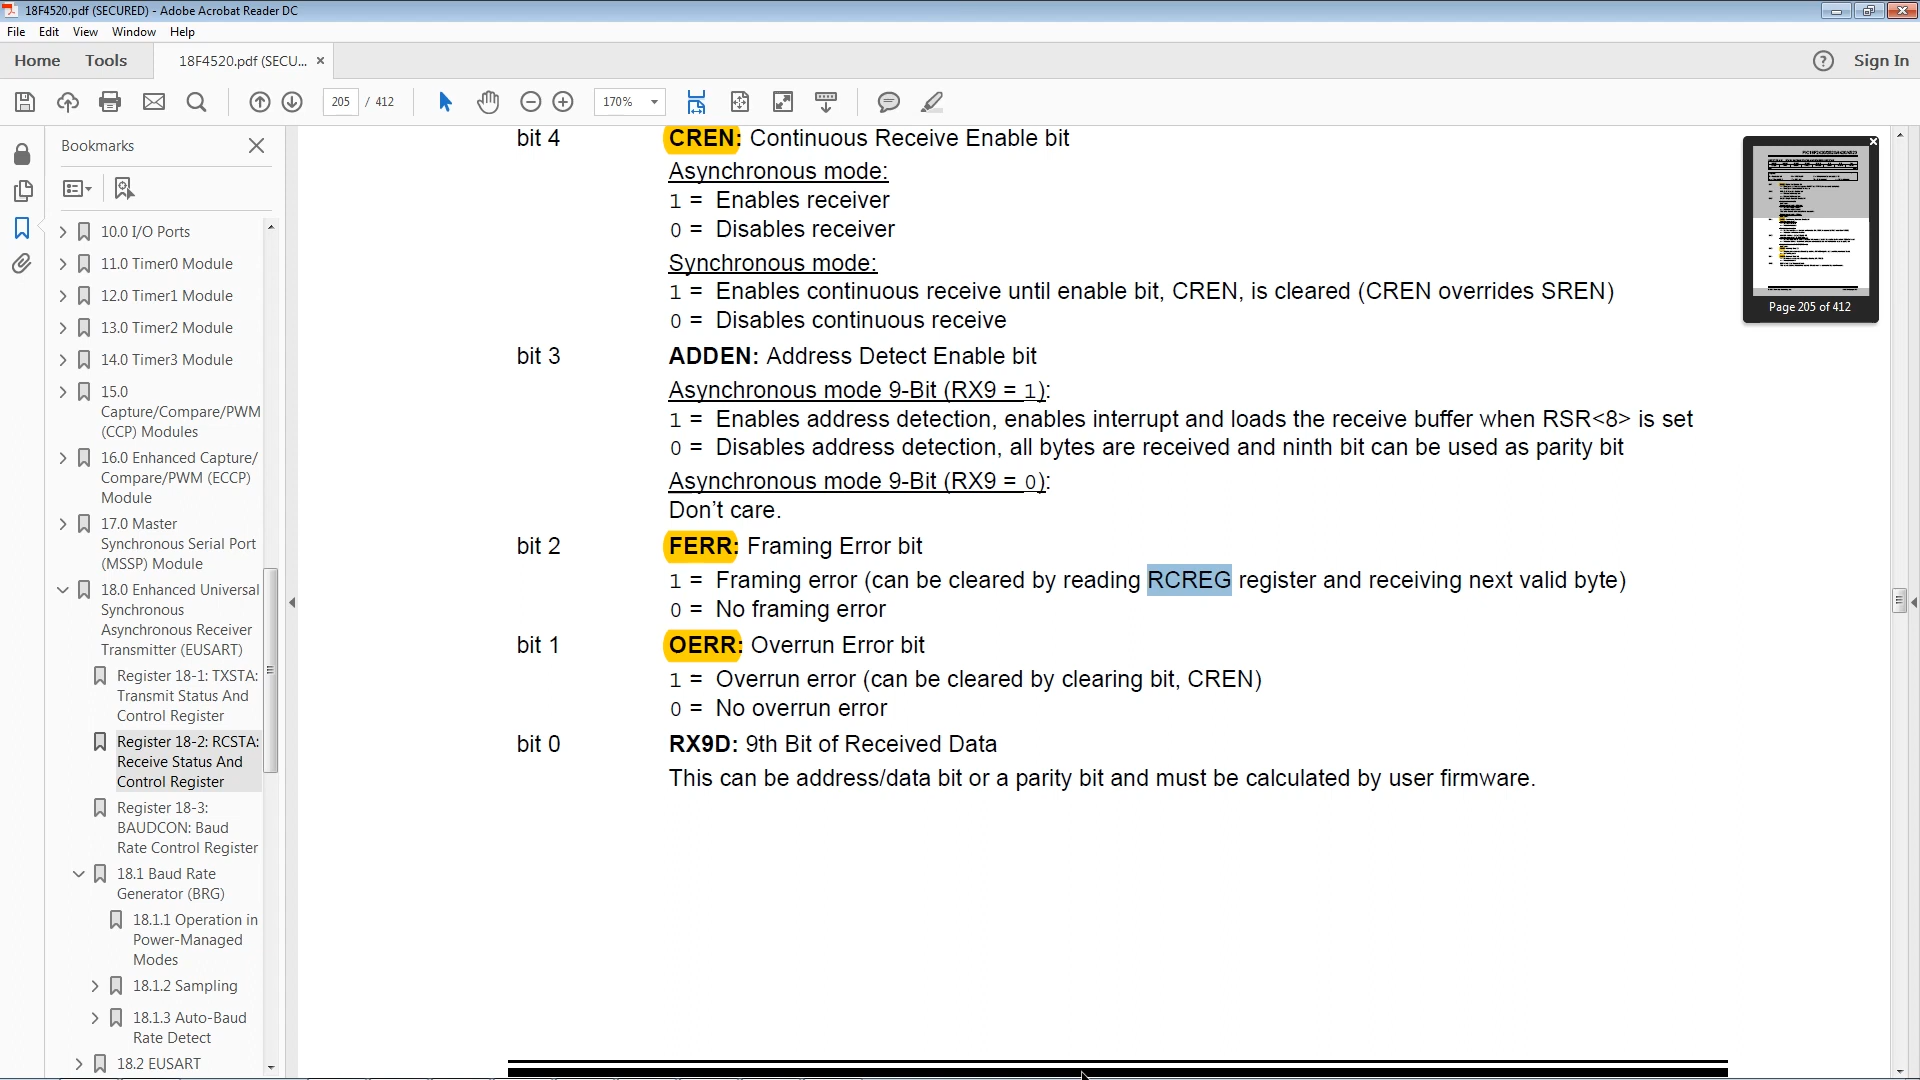 18F4520.pdf (SECURED) - Adobe Acrobat Reader DC
File Edit View Window Help
Home Tools 18F4520.pdf (SECU... × Sign In
205 / 412 170%
Bookmarks
10.0 I/O Ports
11.0 Timer0 Module
12.0 Timer1 Module
13.0 Timer2 Module
14.0 Timer3 Module
15.0
Capture/Compare/PWM
(CCP) Modules
16.0 Enhanced Capture/
Compare/PWM (ECCP)
Module
17.0 Master
Synchronous Serial Port
(MSSP) Module
18.0 Enhanced Universal
Synchronous
Asynchronous Receiver
Transmitter (EUSART)
Register 18-1: TXSTA:
Transmit Status And
Control Register
Register 18-2: RCSTA:
Receive Status And
Control Register
Register 18-3:
BAUDCON: Baud
Rate Control Register
18.1 Baud Rate
Generator (BRG)
18.1.1 Operation in
Power-Managed
Modes
18.1.2 Sampling
18.1.3 Auto-Baud
Rate Detect
18.2 EUSART
bit 4 CREN: Continuous Receive Enable bit
Asynchronous mode:
1 = Enables receiver
0 = Disables receiver
Synchronous mode:
1 = Enables continuous receive until enable bit, CREN, is cleared (CREN overrides SREN)
0 = Disables continuous receive
bit 3 ADDEN: Address Detect Enable bit
Asynchronous mode 9-Bit (RX9 = 1):
1 = Enables address detection, enables interrupt and loads the receive buffer when RSR<8> is set
0 = Disables address detection, all bytes are received and ninth bit can be used as parity bit
Asynchronous mode 9-Bit (RX9 = 0):
Don’t care.
bit 2 FERR: Framing Error bit
1 = Framing error (can be cleared by reading RCREG register and receiving next valid byte)
0 = No framing error
bit 1 OERR: Overrun Error bit
1 = Overrun error (can be cleared by clearing bit, CREN)
0 = No overrun error
bit 0 RX9D: 9th Bit of Received Data
This can be address/data bit or a parity bit and must be calculated by user firmware.
Page 205 of 412